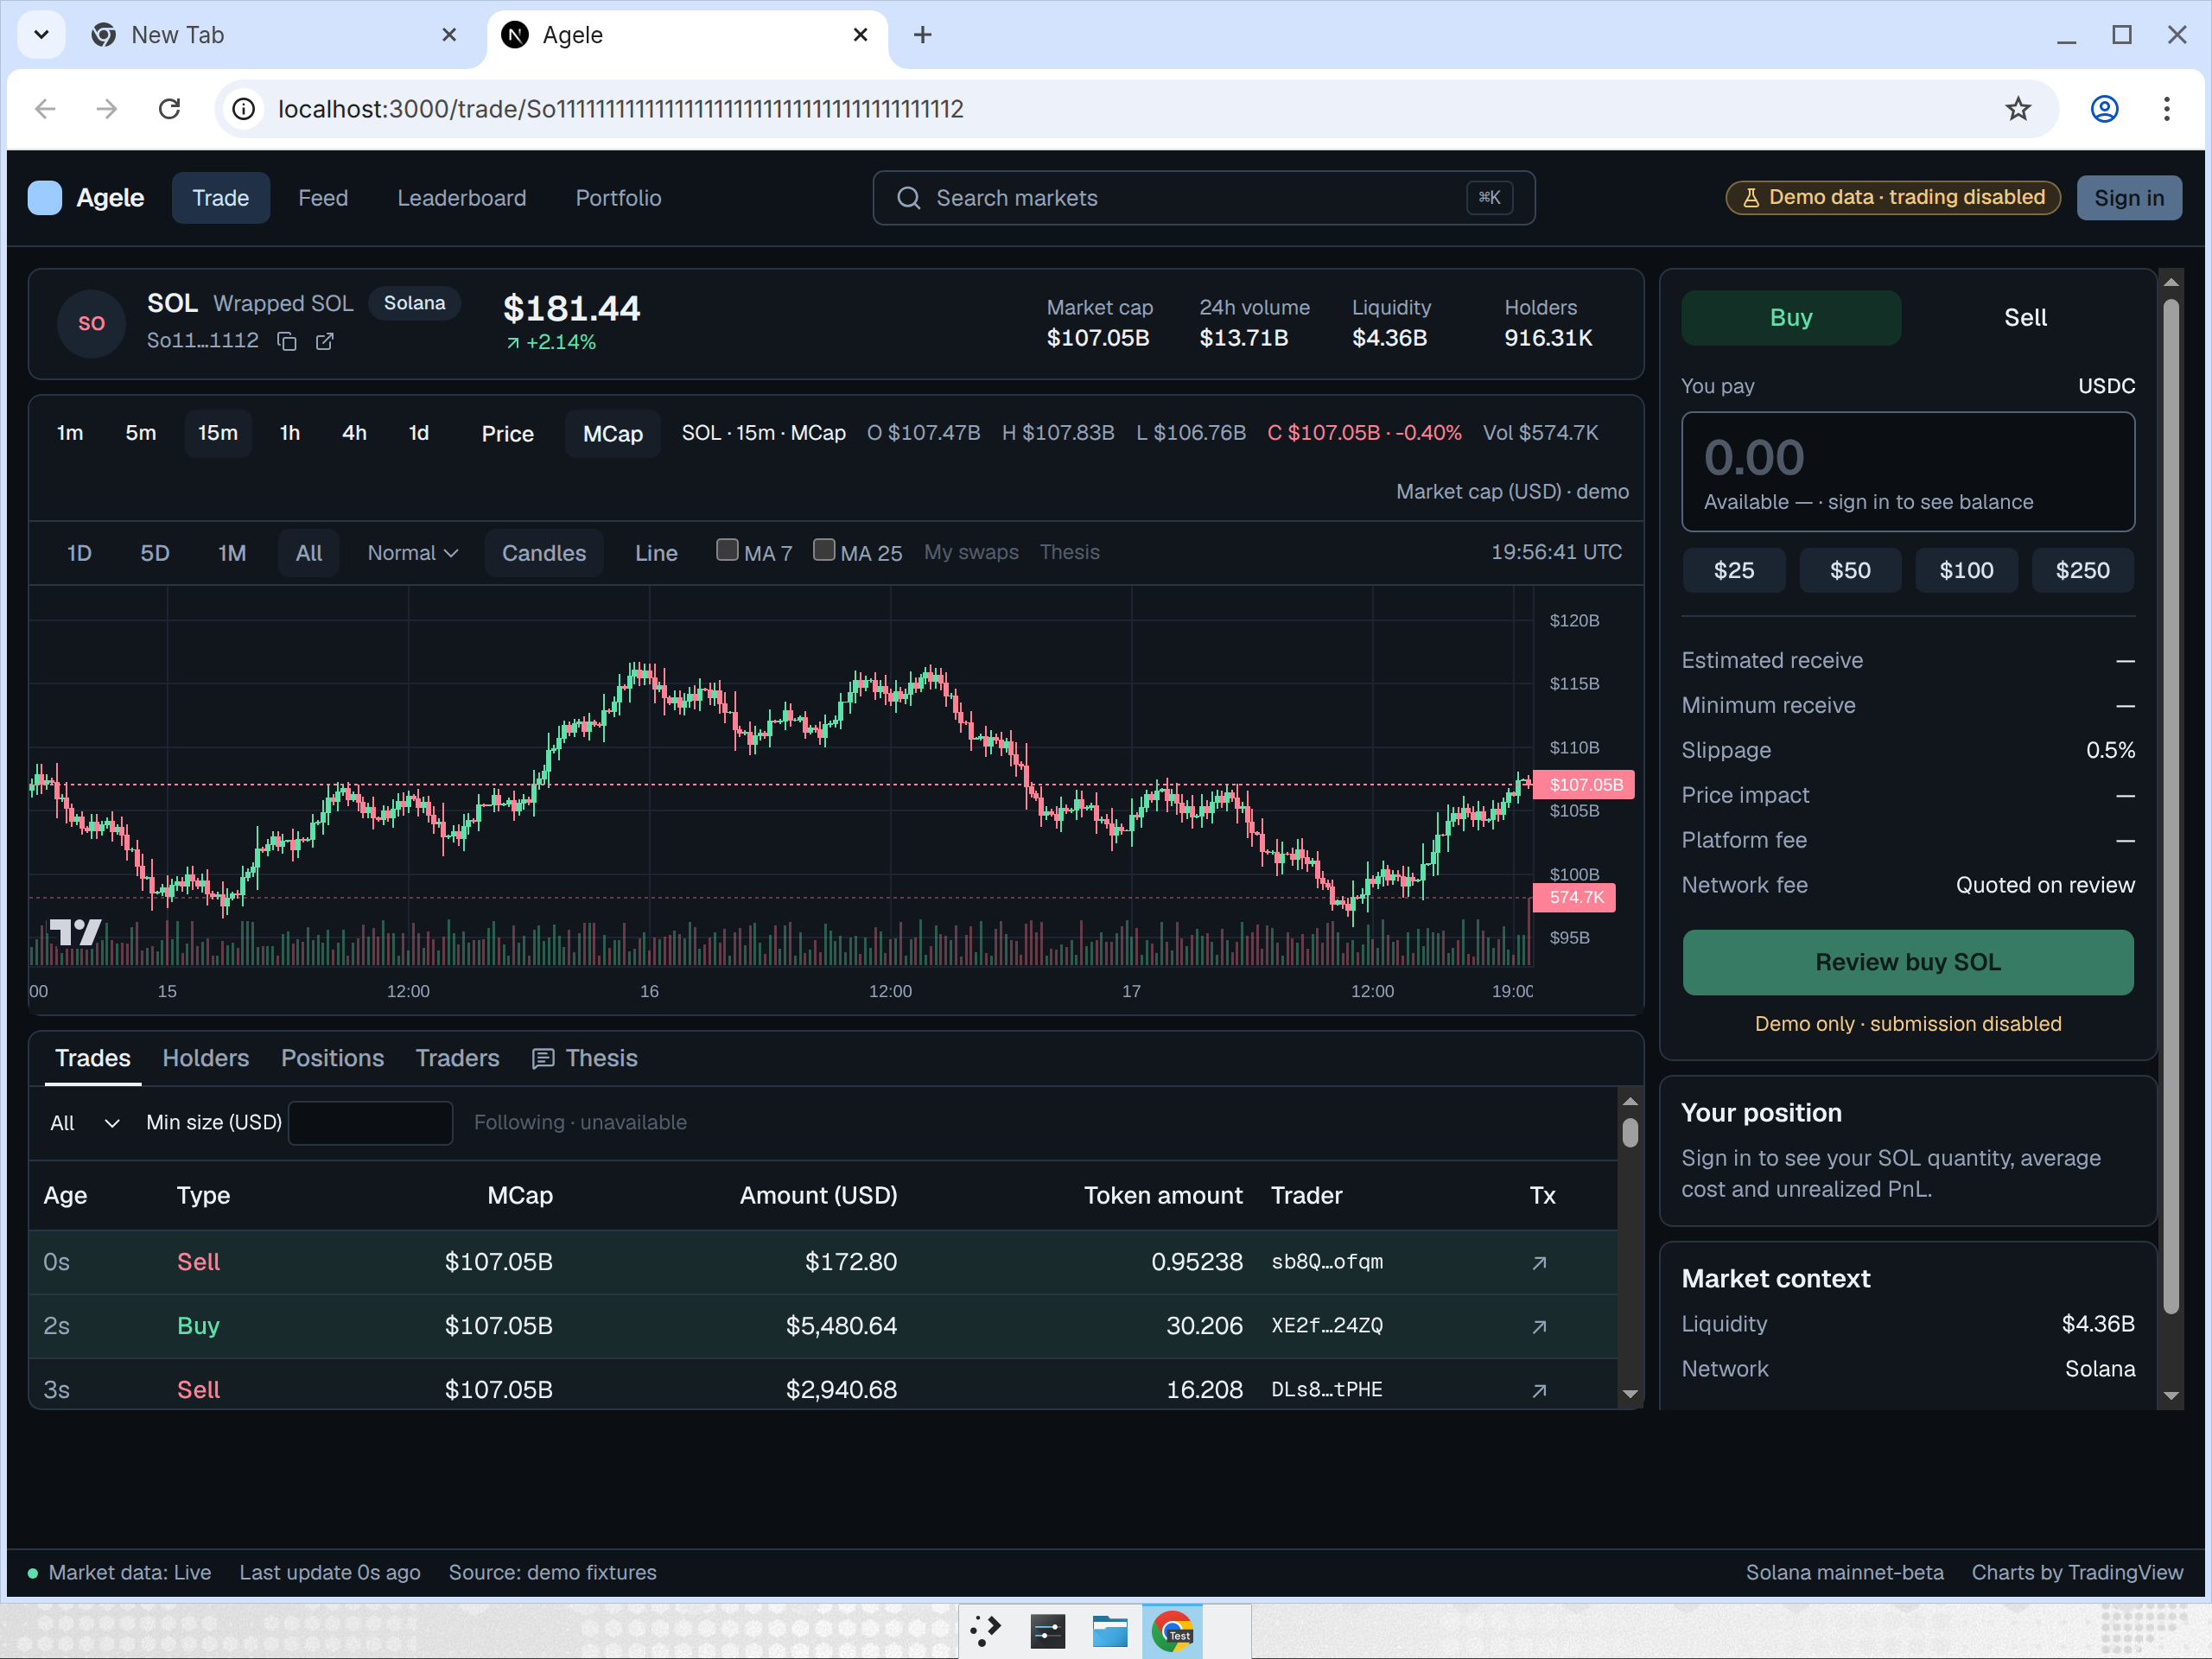 New Tab
Agele
localhost:3000/trade/So11111111111111111111111111111111111111112
Agele Trade Feed Leaderboard Portfolio Search markets ⌘K Demo data · trading disabled Sign in
SO
SOL Wrapped SOL Solana
So11…1112
$181.44
+2.14%
Market cap 24h volume Liquidity Holders
$107.05B $13.71B $4.36B 916.31K
1m 5m 15m 1h 4h 1d Price MCap SOL · 15m · MCap O $107.47B H $107.83B L $106.76B C $107.05B · -0.40% Vol $574.7K
Market cap (USD) · demo
1D 5D 1M All Normal Candles Line MA 7 MA 25 My swaps Thesis 19:56:41 UTC
$120B
$115B
$110B
$107.05B
$105B
$100B
574.7K
$95B
00 15 12:00 16 12:00 17 12:00 19:00
Trades Holders Positions Traders Thesis
All Min size (USD) Following · unavailable
Age Type MCap Amount (USD) Token amount Trader Tx
0s Sell $107.05B $172.80 0.95238 sb8Q…ofqm
2s Buy $107.05B $5,480.64 30.206 XE2f…24ZQ
3s Sell $107.05B $2,940.68 16.208 DLs8…tPHE
Buy Sell
You pay USDC
0.00
Available — · sign in to see balance
$25 $50 $100 $250
Estimated receive —
Minimum receive —
Slippage 0.5%
Price impact —
Platform fee —
Network fee Quoted on review
Review buy SOL
Demo only · submission disabled
Your position
Sign in to see your SOL quantity, average
cost and unrealized PnL.
Market context
Liquidity $4.36B
Network Solana
Market data: Live Last update 0s ago Source: demo fixtures Solana mainnet-beta Charts by TradingView
Test